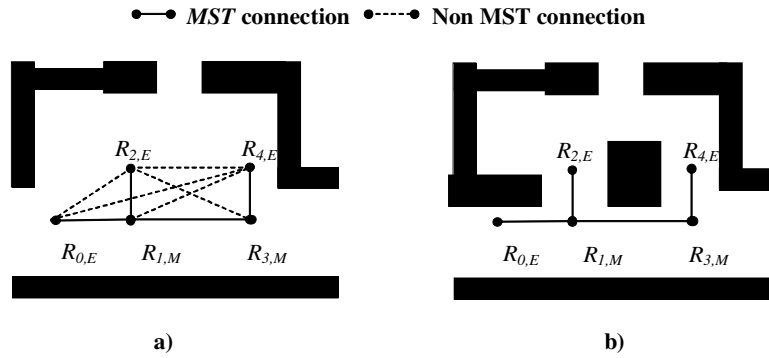 MST connection Non MST connection
R2,E R4,E R2,E R4,E
R0,E R1,M R3,M R0,E R1,M R3,M
a) b)